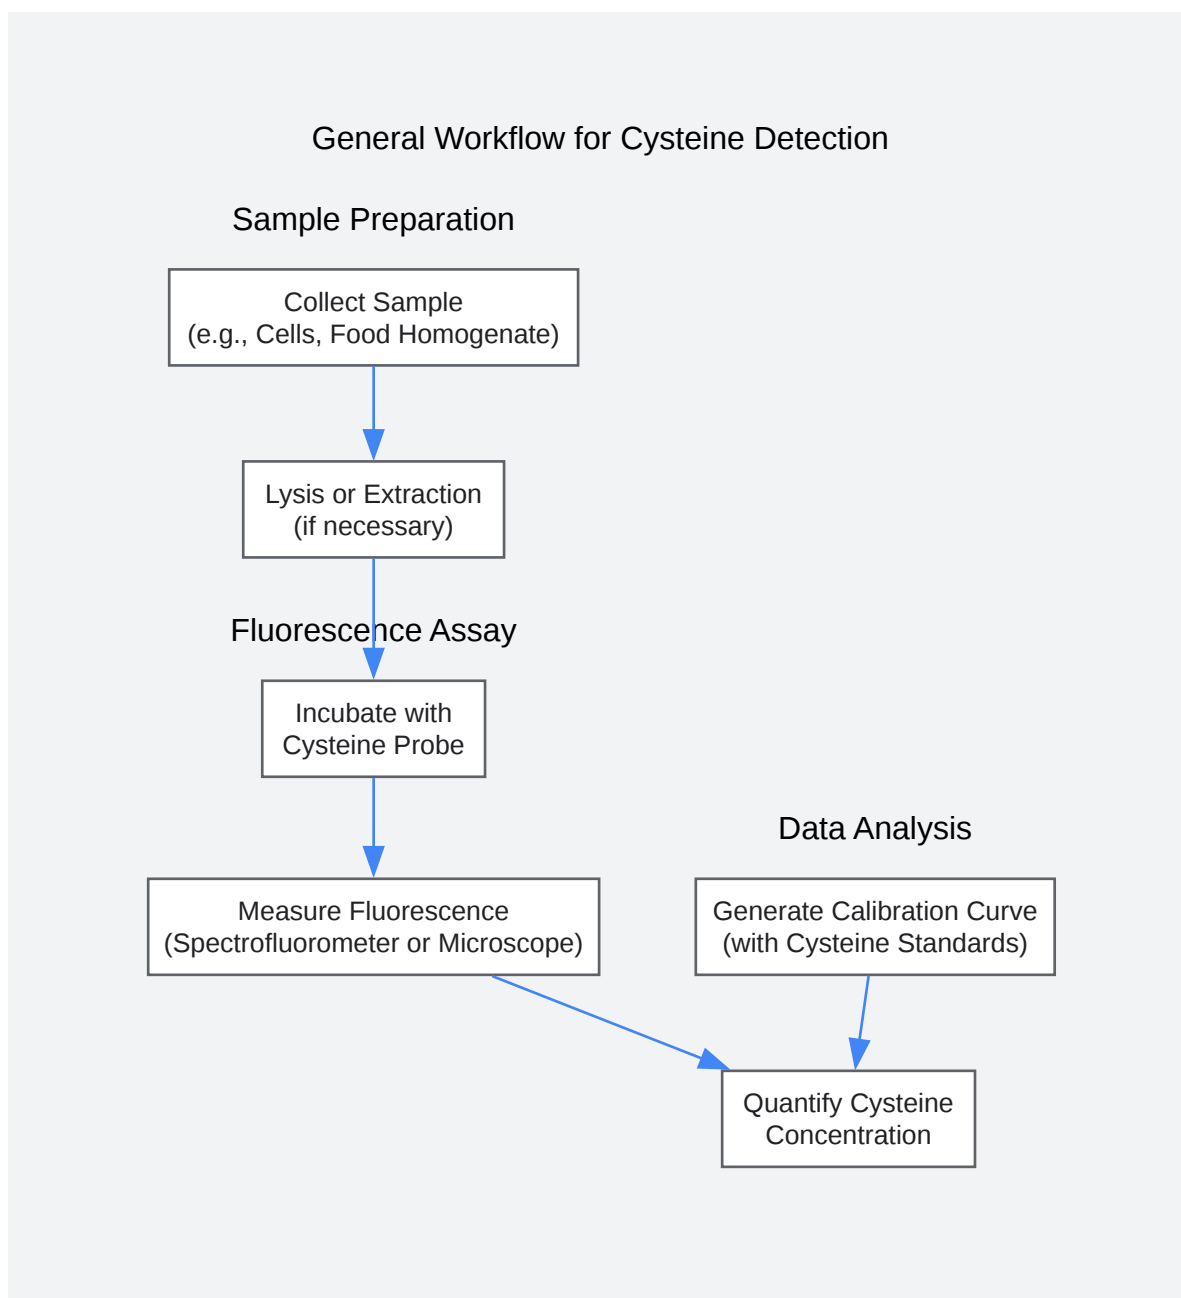 General Workflow for Cysteine Detection
Sample Preparation
Collect Sample
(e.g., Cells, Food Homogenate)
Lysis or Extraction
(if necessary)
Fluorescence Assay
Incubate with
Cysteine Probe
Measure Fluorescence
(Spectrofluorometer or Microscope)
Data Analysis
Generate Calibration Curve
(with Cysteine Standards)
Quantify Cysteine
Concentration